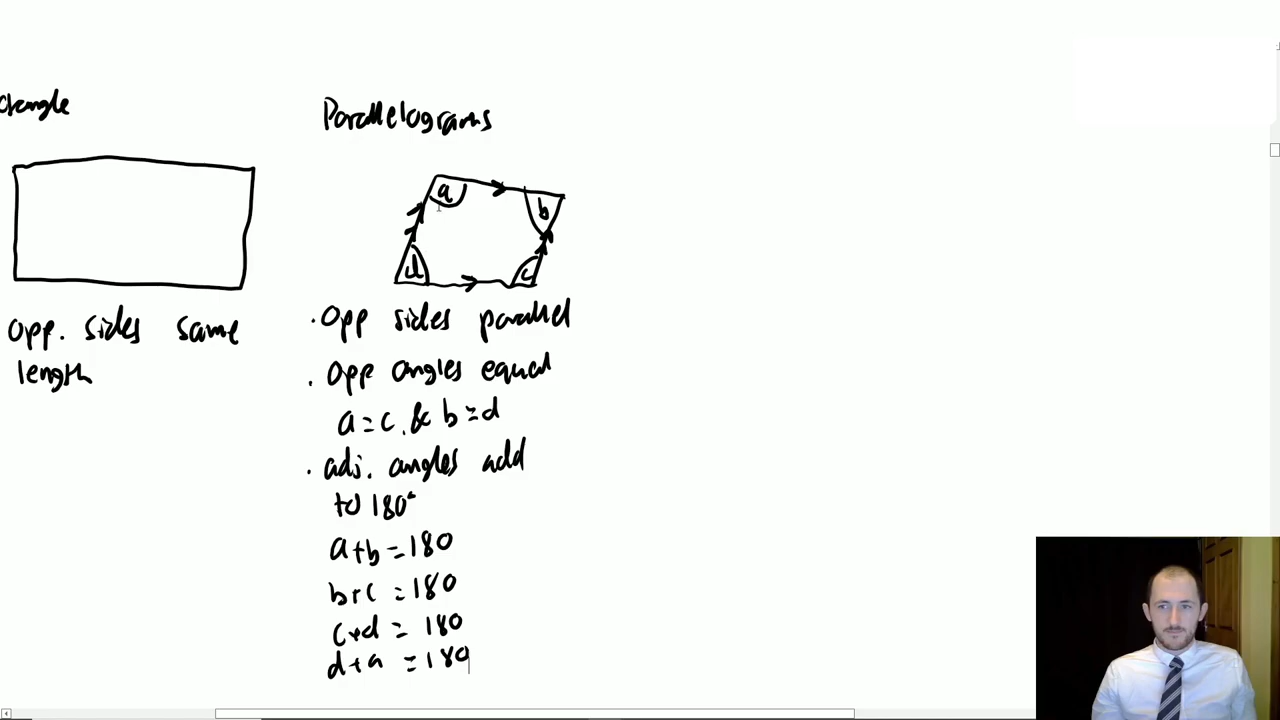 ctangle
Opp. sides same
length
Parallelograms
a
b
d
c
· Opp sides parallel
· Opp angles equal
a = c & b = d
· adj. angles add
to 180°
a+b = 180
b+c = 180
c+d = 180
d+a = 180